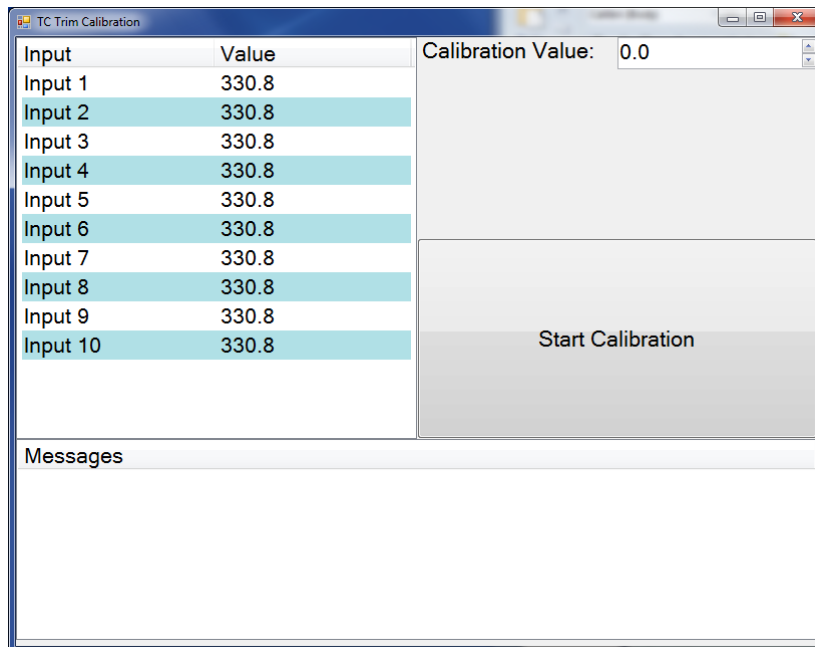 TC Trim Calibration
Input Value
Input 1 330.8
Input 2 330.8
Input 3 330.8
Input 4 330.8
Input 5 330.8
Input 6 330.8
Input 7 330.8
Input 8 330.8
Input 9 330.8
Input 10 330.8
Calibration Value: 0.0
Start Calibration
Messages